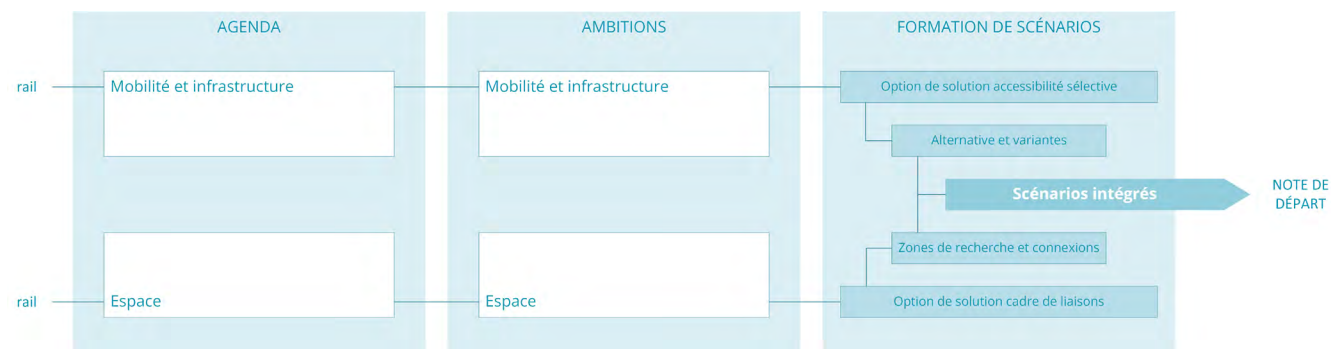 AGENDA
AMBITIONS
FORMATION DE SCÉNARIOS
rail
Mobilité et infrastructure
Mobilité et infrastructure
Option de solution accessibilité sélective
Alternative et variantes
Scénarios intégrés
NOTE DE
DÉPART
Zones de recherche et connexions
rail
Espace
Espace
Option de solution cadre de liaisons